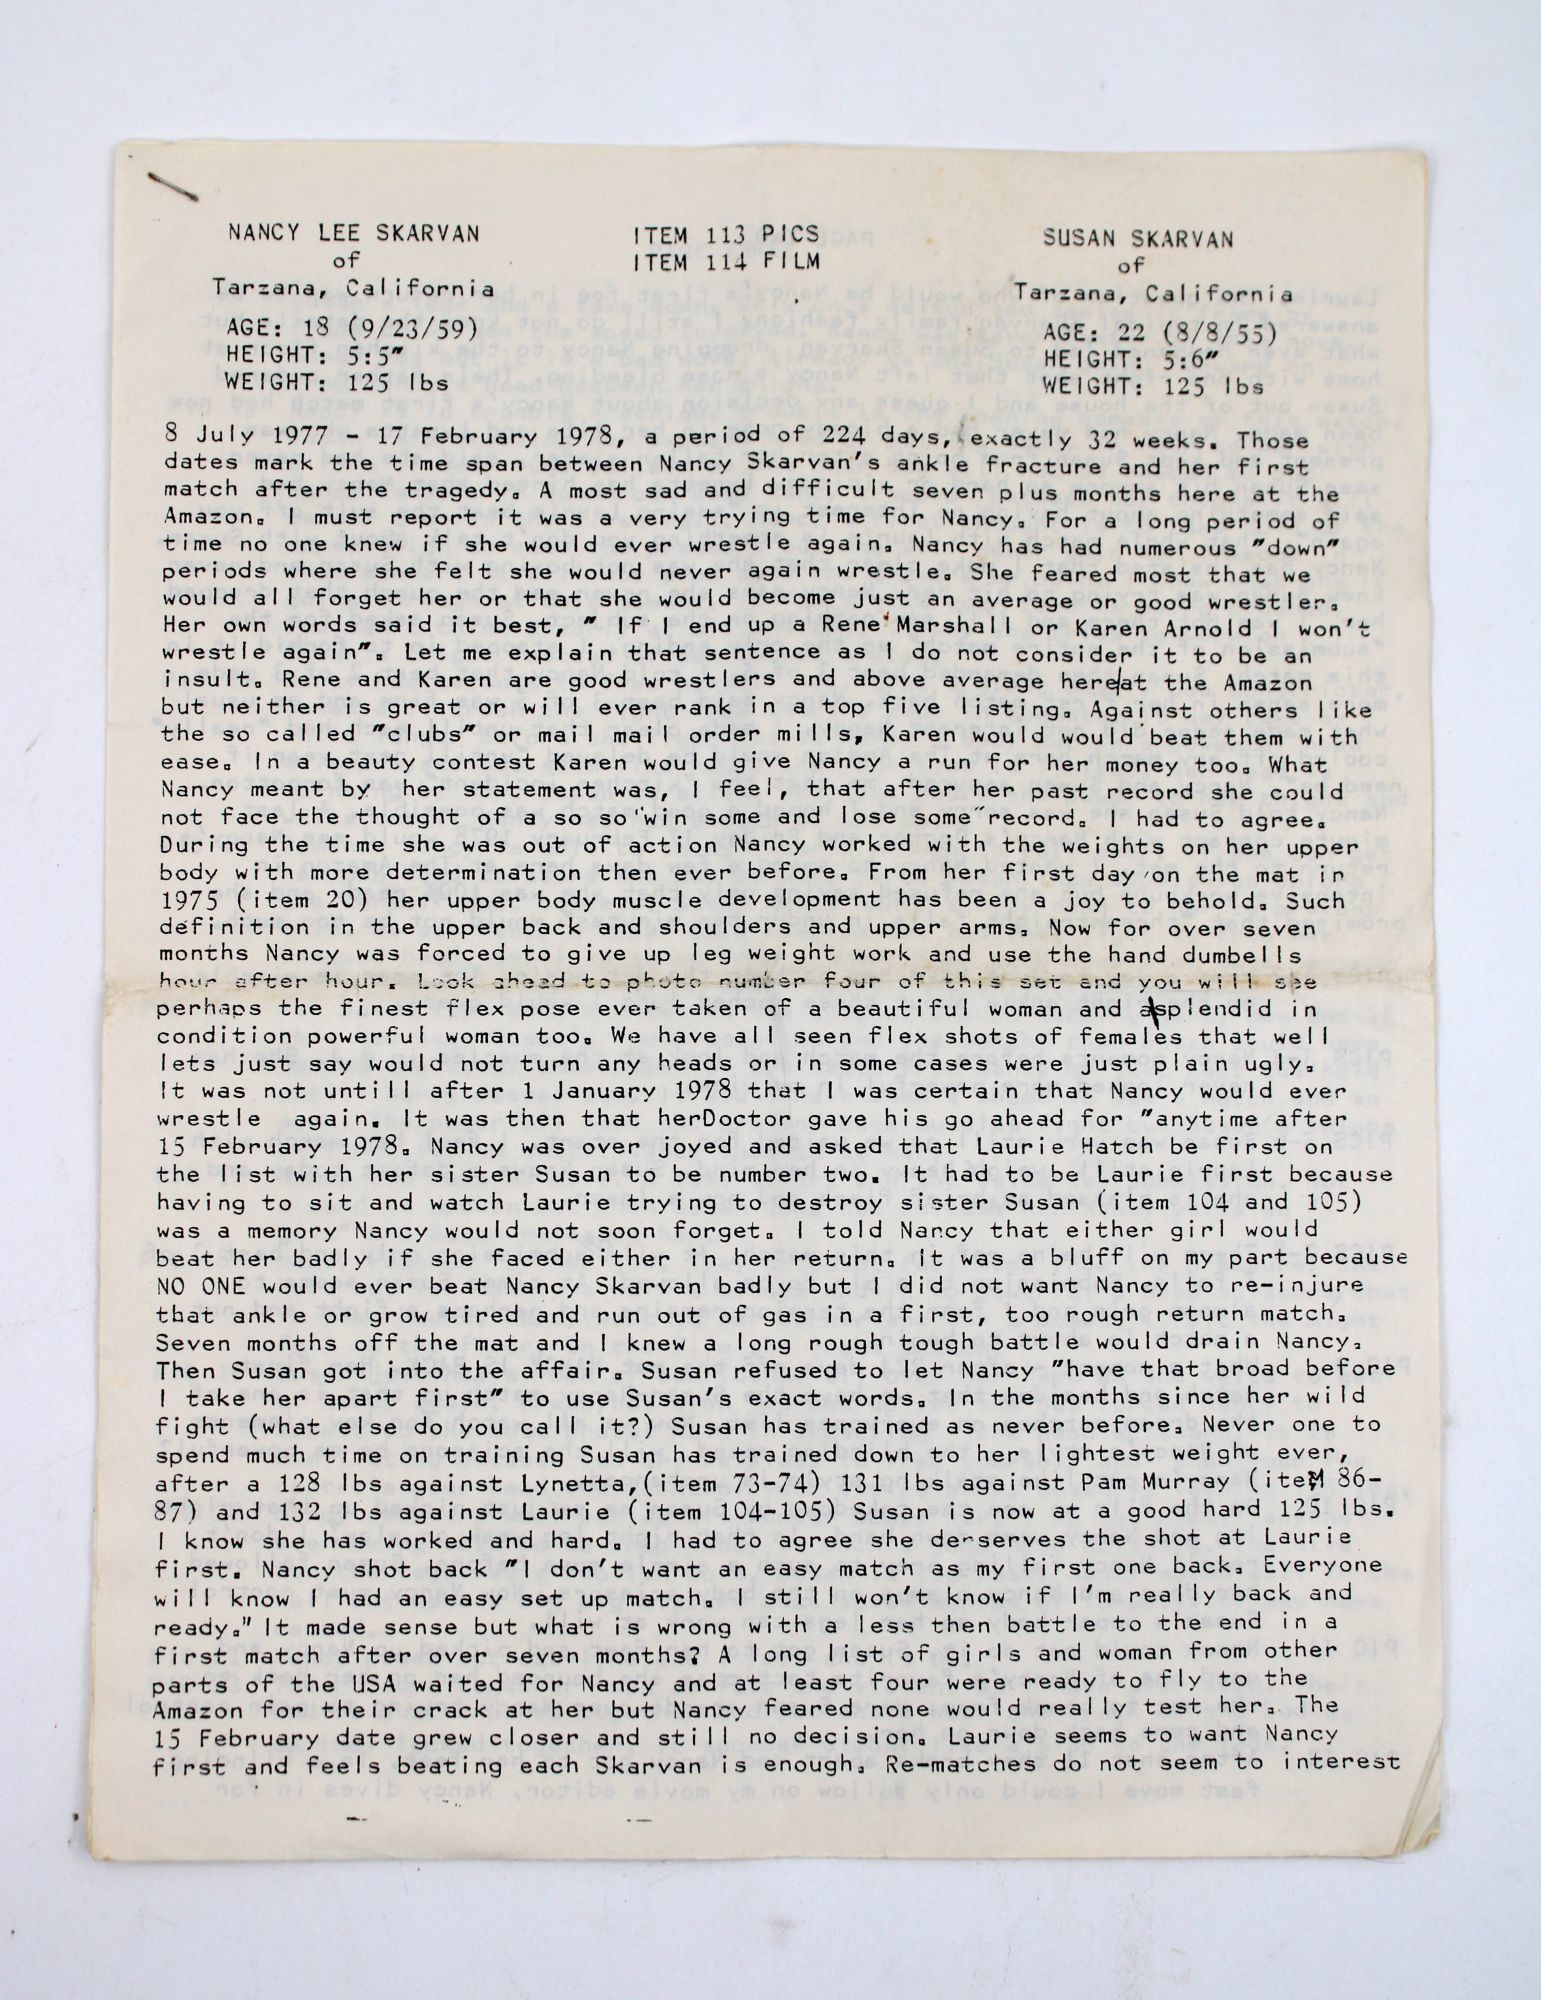 NANCY LEE SKARVAN
of
Tarzana, California
AGE: 18 (9/23/59)
HEIGHT: 5:5"
WEIGHT: 125 lbs
ITEM 113 PICS
ITEM 114 FILM
SUSAN SKARVAN
of
Tarzana, California
AGE: 22 (8/8/55)
HEIGHT: 5:6"
WEIGHT: 125 lbs
8 July 1977 - 17 February 1978, a period of 224 days, exactly 32 weeks. Those
dates mark the time span between Nancy Skarvan's ankle fracture and her first
match after the tragedy. A most sad and difficult seven plus months here at the
Amazon. I must report it was a very trying time for Nancy. For a long period of
time no one knew if she would ever wrestle again. Nancy has had numerous "down"
periods where she felt she would never again wrestle. She feared most that we
would all forget her or that she would become just an average or good wrestler.
Her own words said it best, " If I end up a Rene Marshall or Karen Arnold I won't
wrestle again". Let me explain that sentence as I do not consider it to be an
insult. Rene and Karen are good wrestlers and above average here/at the Amazon
but neither is great or will ever rank in a top five listing. Against others like
the so called "clubs" or mail mail order mills, Karen would would beat them with
ease. In a beauty contest Karen would give Nancy a run for her money too. What
Nancy meant by her statement was, I feel, that after her past record she could
not face the thought of a so so "win some and lose some" record. I had to agree.
During the time she was out of action Nancy worked with the weights on her upper
body with more determination then ever before. From her first day on the mat in
1975 (item 20) her upper body muscle development has been a joy to behold. Such
definition in the upper back and shoulders and upper arms. Now for over seven
months Nancy was forced to give up leg weight work and use the hand dumbells
hour after hour. Look ahead to photo number four of this set and you will see
perhaps the finest flex pose ever taken of a beautiful woman and a splendid in
condition powerful woman too. We have all seen flex shots of females that well
lets just say would not turn any heads or in some cases were just plain ugly.
It was not untill after 1 January 1978 that I was certain that Nancy would ever
wrestle again. It was then that herDoctor gave his go ahead for "anytime after
15 February 1978. Nancy was over joyed and asked that Laurie Hatch be first on
the list with her sister Susan to be number two. It had to be Laurie first because
having to sit and watch Laurie trying to destroy sister Susan (item 104 and 105)
was a memory Nancy would not soon forget. I told Nancy that either girl would
beat her badly if she faced either in her return. It was a bluff on my part because
NO ONE would ever beat Nancy Skarvan badly but I did not want Nancy to re-injure
that ankle or grow tired and run out of gas in a first, too rough return match.
Seven months off the mat and I knew a long rough tough battle would drain Nancy.
Then Susan got into the affair. Susan refused to let Nancy "have that broad before
I take her apart first" to use Susan's exact words. In the months since her wild
fight (what else do you call it?) Susan has trained as never before. Never one to
spend much time on training Susan has trained down to her lightest weight ever,
after a 128 lbs against Lynetta,(item 73-74) 131 lbs against Pam Murray (iteM 86-
87) and 132 lbs against Laurie (item 104-105) Susan is now at a good hard 125 lbs.
I know she has worked and hard. I had to agree she de-serves the shot at Laurie
first. Nancy shot back "I don't want an easy match as my first one back. Everyone
will know I had an easy set up match. I still won't know if I'm really back and
ready." It made sense but what is wrong with a less then battle to the end in a
first match after over seven months? A long list of girls and woman from other
parts of the USA waited for Nancy and at least four were ready to fly to the
Amazon for their crack at her but Nancy feared none would really test her. The
15 February date grew closer and still no decision. Laurie seems to want Nancy
first and feels beating each Skarvan is enough. Re-matches do not seem to interest